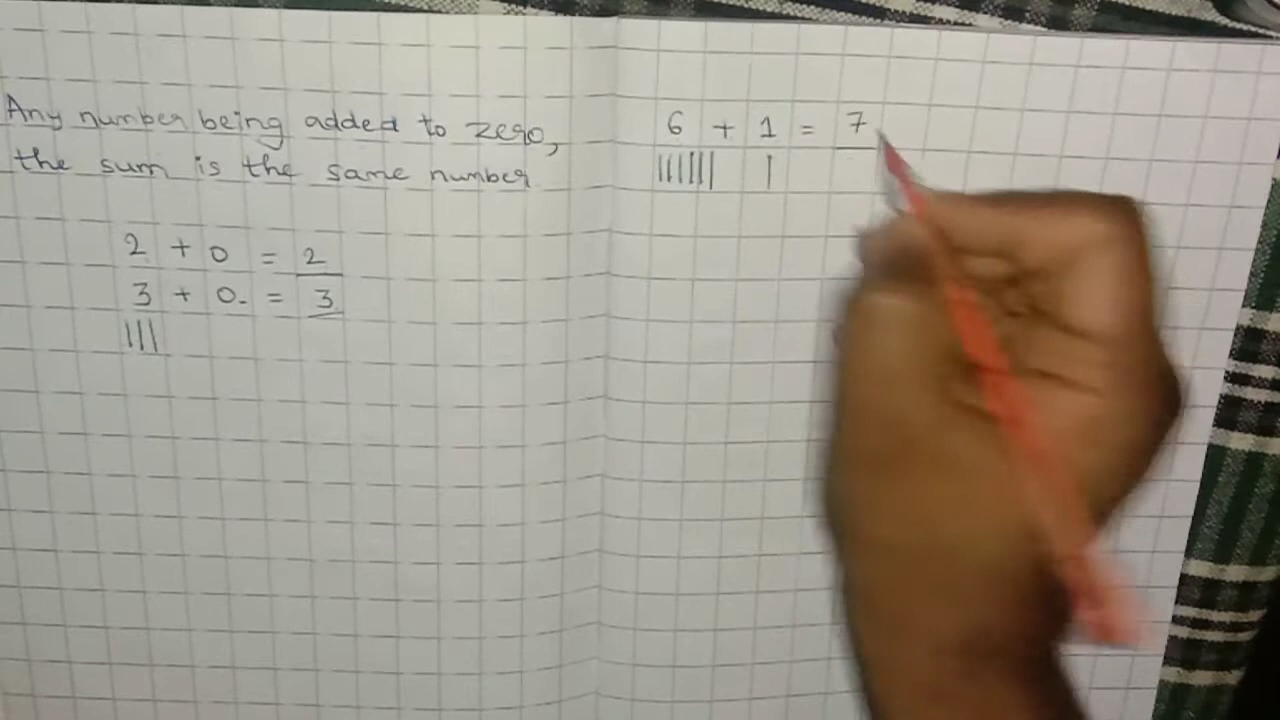 Any number being added to zero,
the sum is the same number
2 + 0 = 2
3 + 0. = 3
|||
6 + 1 = 7
|||||| |